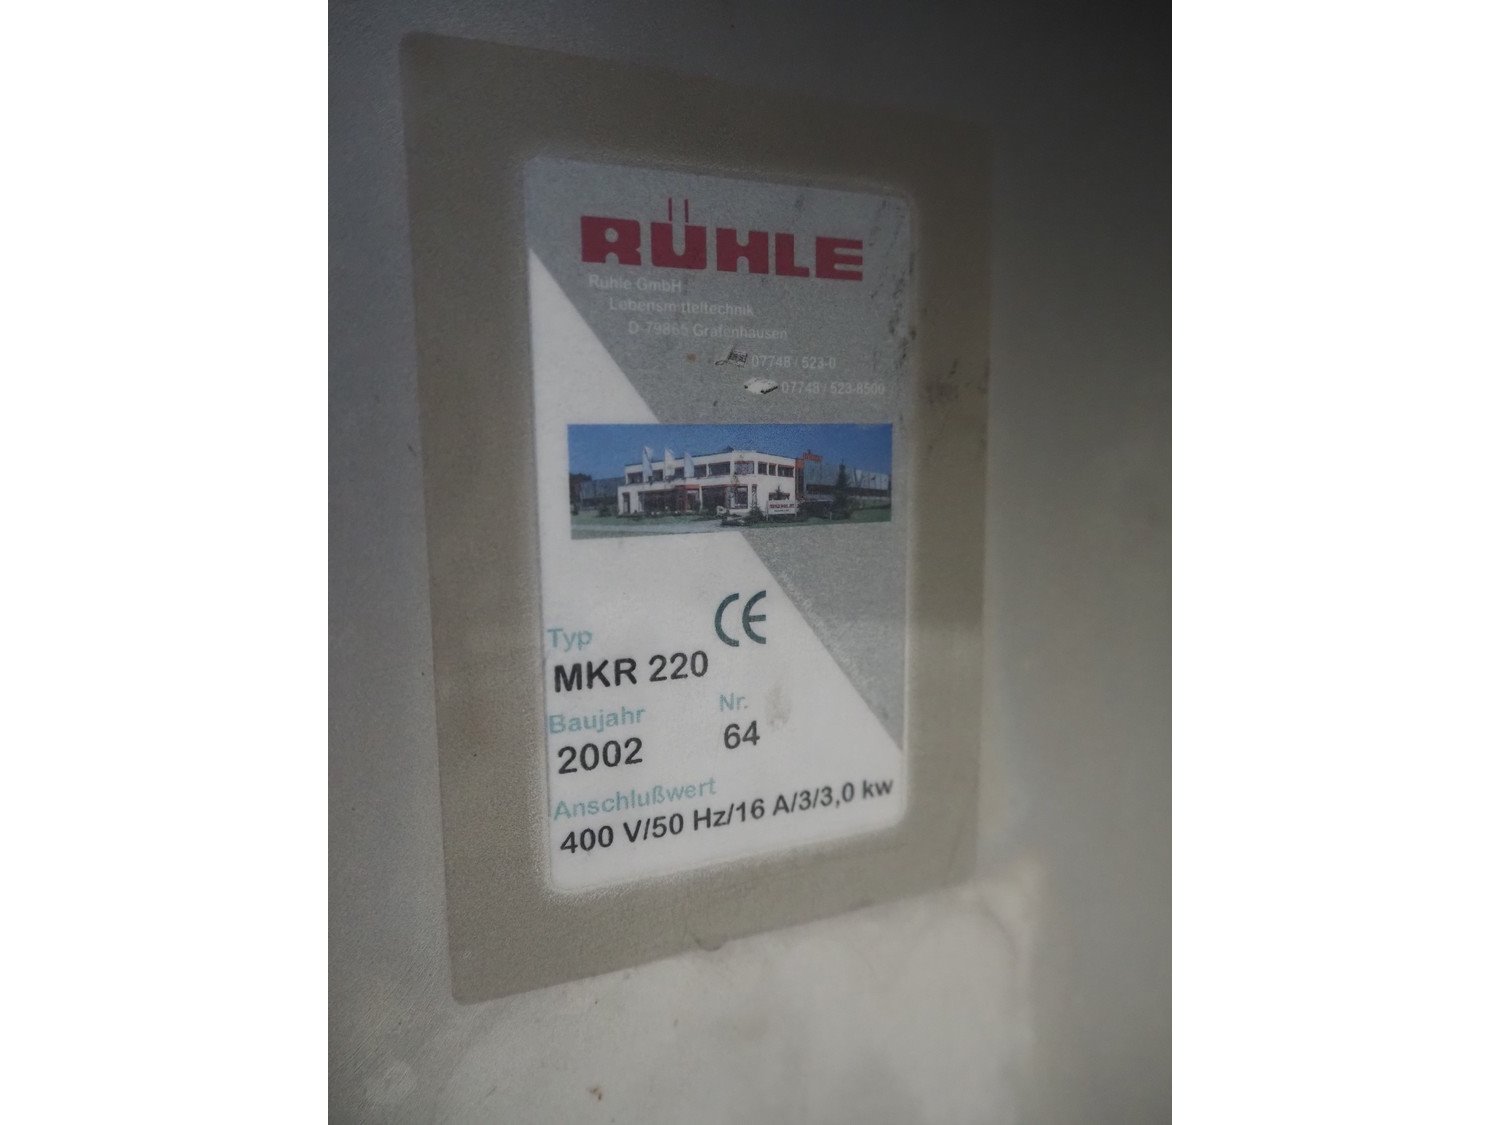 RÜHLE
Rühle GmbH
Lebensmitteltechnik
D-79865 Grafenhausen
07748 / 523-0
07748 / 523-8500
CE
Typ
MKR 220
Baujahr Nr.
2002 64
Anschlußwert
400 V/50 Hz/16 A/3/3,0 kw